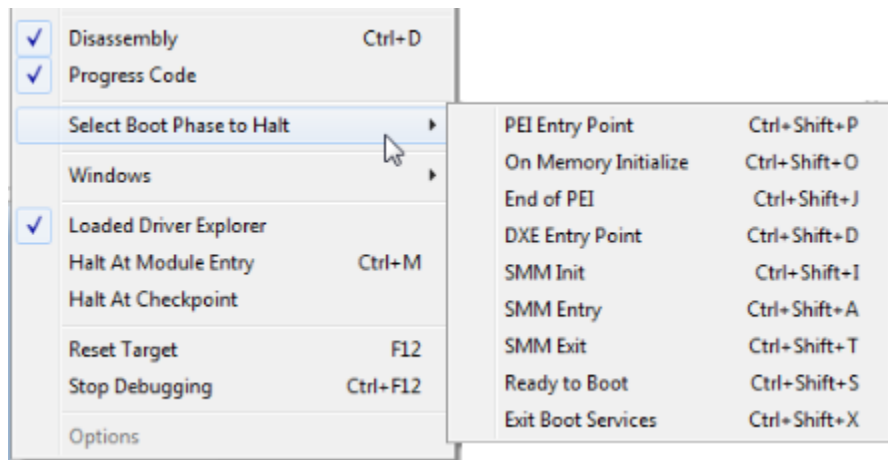 Disassembly Ctrl+D
Progress Code
Select Boot Phase to Halt
Windows
Loaded Driver Explorer
Halt At Module Entry Ctrl+M
Halt At Checkpoint
Reset Target F12
Stop Debugging Ctrl+F12
Options
PEI Entry Point Ctrl+Shift+P
On Memory Initialize Ctrl+Shift+O
End of PEI Ctrl+Shift+J
DXE Entry Point Ctrl+Shift+D
SMM Init Ctrl+Shift+I
SMM Entry Ctrl+Shift+A
SMM Exit Ctrl+Shift+T
Ready to Boot Ctrl+Shift+S
Exit Boot Services Ctrl+Shift+X